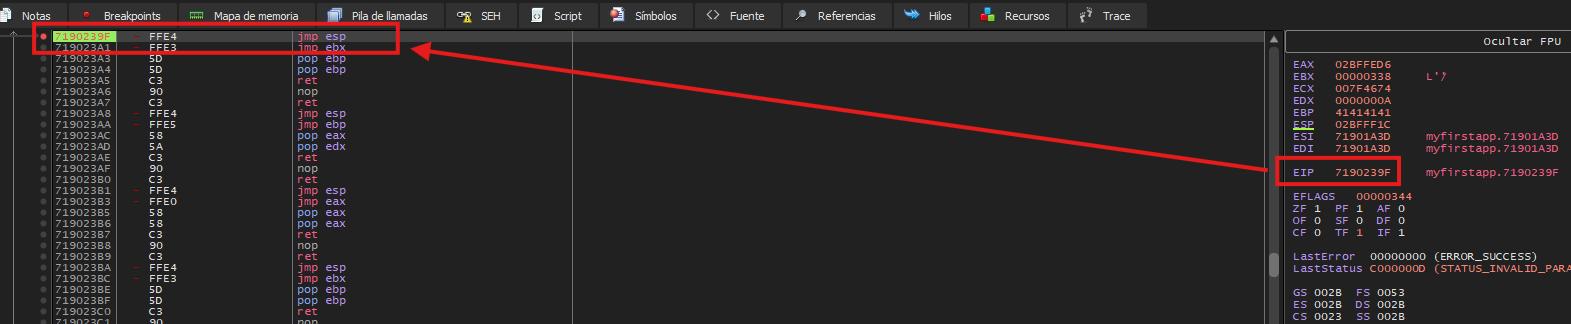 Notas Breakpoints Mapa de memoria Pila de llamadas SEH Script Símbolos Fuente Referencias Hilos Recursos Trace
7190239F - FFE4 jmp esp
719023A1 - FFE3 jmp ebx
719023A3 5D pop ebp
719023A4 5D pop ebp
719023A5 C3 ret
719023A6 90 nop
719023A7 C3 ret
719023A8 - FFE4 jmp esp
719023AA - FFE5 jmp ebp
719023AC 58 pop eax
719023AD 5A pop edx
719023AE C3 ret
719023AF 90 nop
719023B0 C3 ret
719023B1 - FFE4 jmp esp
719023B3 - FFE0 jmp eax
719023B5 58 pop eax
719023B6 58 pop eax
719023B7 C3 ret
719023B8 90 nop
719023B9 C3 ret
719023BA - FFE4 jmp esp
719023BC - FFE3 jmp ebx
719023BE 5D pop ebp
719023BF 5D pop ebp
719023C0 C3 ret
719023C1 90 nop
Ocultar FPU
EAX 02BFFED6
EBX 00000338 L'̸'
ECX 007F4674
EDX 0000000A
EBP 41414141
ESP 02BFFF1C
ESI 71901A3D myfirstapp.71901A3D
EDI 71901A3D myfirstapp.71901A3D
EIP 7190239F myfirstapp.7190239F
EFLAGS 00000344
ZF 1 PF 1 AF 0
OF 0 SF 0 DF 0
CF 0 TF 1 IF 1
LastError 00000000 (ERROR_SUCCESS)
LastStatus C000000D (STATUS_INVALID_PARA
GS 002B FS 0053
ES 002B DS 002B
CS 0023 SS 002B